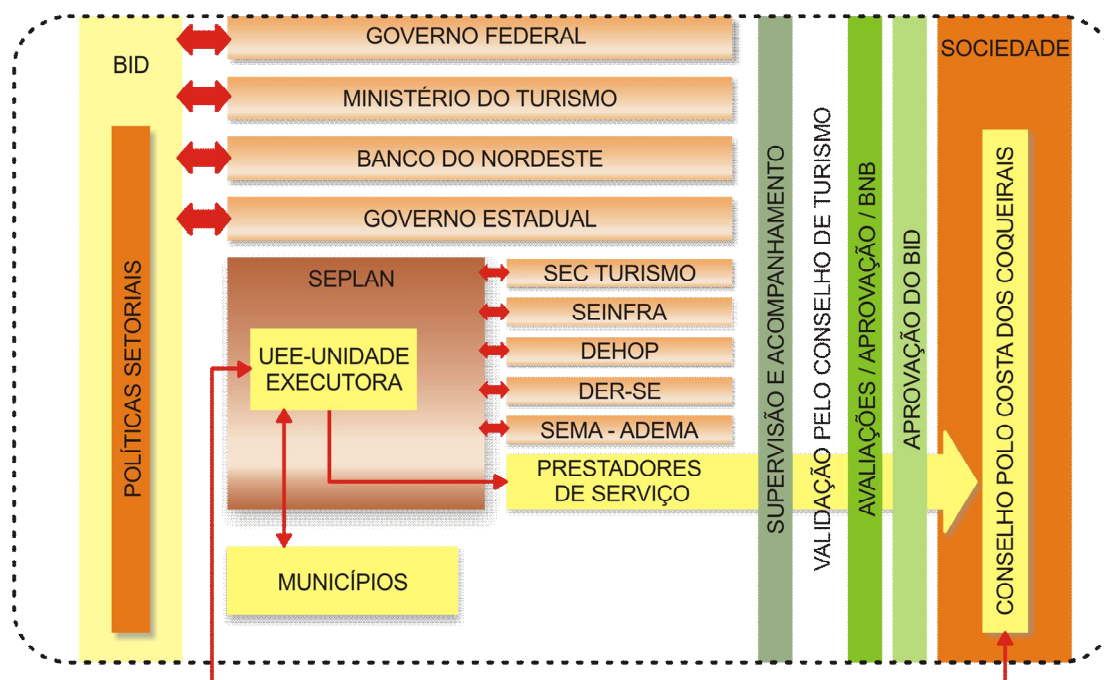 BID
POLÍTICAS SETORIAIS
GOVERNO FEDERAL
MINISTÉRIO DO TURISMO
BANCO DO NORDESTE
GOVERNO ESTADUAL
SEPLAN
UEE-UNIDADE
EXECUTORA
MUNICÍPIOS
SEC TURISMO
SEINFRA
DEHOP
DER-SE
SEMA - ADEMA
PRESTADORES
DE SERVIÇO
SUPERVISÃO E ACOMPANHAMENTO
VALIDAÇÃO PELO CONSELHO DE TURISMO
AVALIAÇÕES / APROVAÇÃO / BNB
APROVAÇÃO DO BID
SOCIEDADE
CONSELHO POLO COSTA DOS COQUEIRAIS